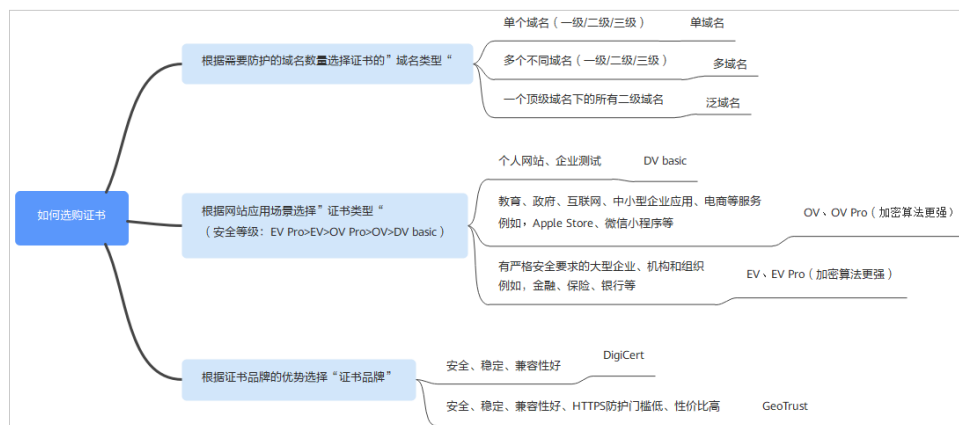 如何选购证书
根据需要防护的域名数量选择证书的”域名类型“
单个域名（一级/二级/三级）
单域名
多个不同域名（一级/二级/三级）
多域名
一个顶级域名下的所有二级域名
泛域名
根据网站应用场景选择”证书类型“
（安全等级：EV Pro>EV>OV Pro>OV>DV basic）
个人网站、企业测试
DV basic
教育、政府、互联网、中小型企业应用、电商等服务
例如，Apple Store、微信小程序等
OV、OV Pro（加密算法更强）
有严格安全要求的大型企业、机构和组织
例如，金融、保险、银行等
EV、EV Pro（加密算法更强）
根据证书品牌的优势选择“证书品牌”
安全、稳定、兼容性好
DigiCert
安全、稳定、兼容性好、HTTPS防护门槛低、性价比高
GeoTrust